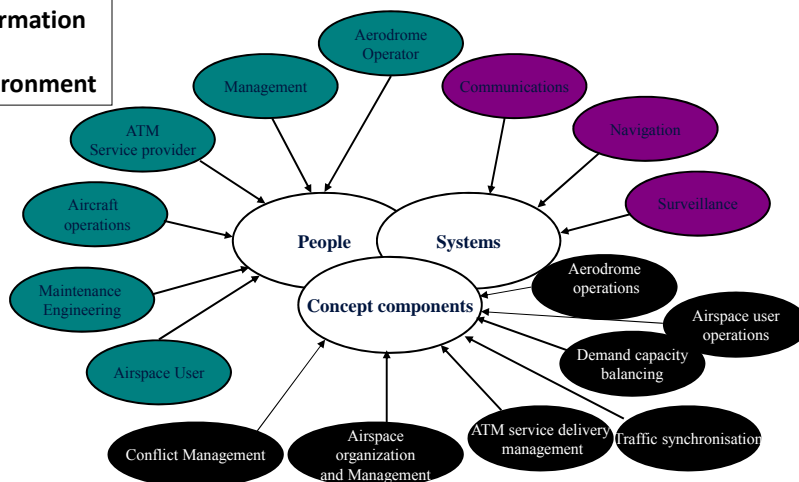 ronment
Aerodrome
Operator
Management
Communications
ATM
Service provider
Navigation
Aircraft
operations
Surveillance
People
Systems
Maintenance
Engineering
Concept components
Aerodrome
operations
Airspace user
operations
Demand capacity
balancing
Airspace User
Conflict Management
Airspace
organization
and Management
ATM service delivery
management
Traffic synchronisation